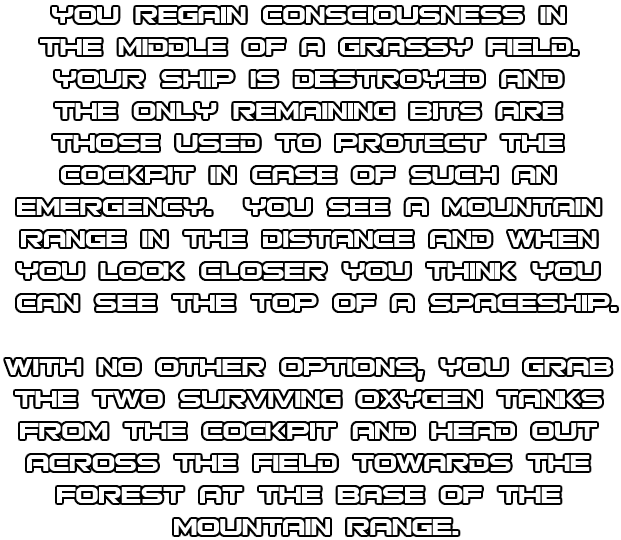 YOU REGAIN CONSCIOUSNESS IN
THE MIDDLE OF A GRASSY FIELD.
YOUR SHIP IS DESTROYED AND
THE ONLY REMAINING BITS ARE
THOSE USED TO PROTECT THE
COCKPIT IN CASE OF SUCH AN
EMERGENCY.  YOU SEE A MOUNTAIN
RANGE IN THE DISTANCE AND WHEN
YOU LOOK CLOSER YOU THINK YOU
CAN SEE THE TOP OF A SPACESHIP.
WITH NO OTHER OPTIONS, YOU GRAB
THE TWO SURVIVING OXYGEN TANKS
FROM THE COCKPIT AND HEAD OUT
ACROSS THE FIELD TOWARDS THE
FOREST AT THE BASE OF THE
MOUNTAIN RANGE.